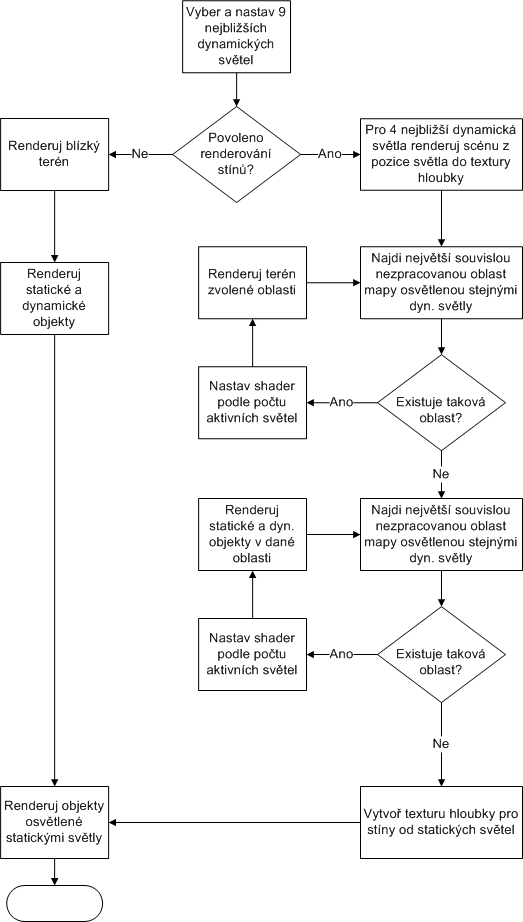 Vyber a nastav 9
nejbližších
dynamických
světel
Povoleno
renderování
stínů?
Ne
Ano
Renderuj blízký
terén
Pro 4 nejbližší dynamická
světla renderuj scénu z
pozice světla do textury
hloubky
Renderuj
statické a
dynamické
objekty
Renderuj terén
zvolené oblasti
Najdi největší souvislou
nezpracovanou oblast
mapy osvětlenou stejnými
dyn. světly
Nastav shader
podle počtu
aktivních světel
Ano
Existuje taková
oblast?
Ne
Renderuj
statické a dyn.
objekty v dané
oblasti
Najdi největší souvislou
nezpracovanou oblast
mapy osvětlenou stejnými
dyn. světly
Nastav shader
podle počtu
aktivních světel
Ano
Existuje taková
oblast?
Ne
Renderuj objekty
osvětlené
statickými světly
Vytvoř texturu hloubky pro
stíny od statických světel